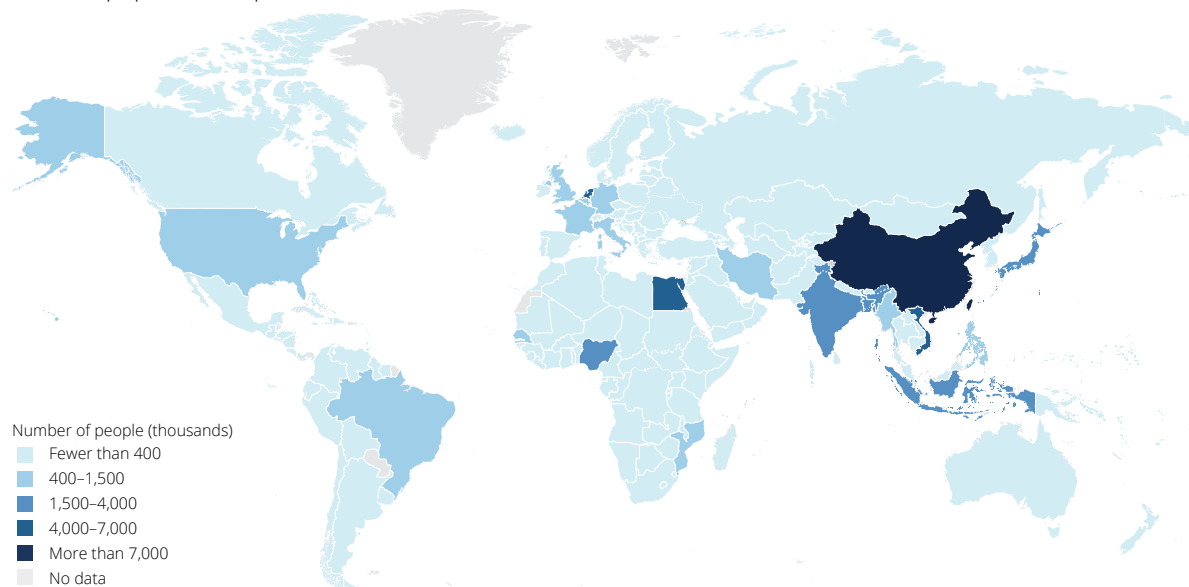 Number of people (thousands)
Fewer than 400
400–1,500
1,500–4,000
4,000–7,000
More than 7,000
No data